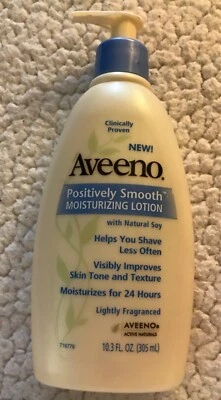 Clinically
Proven
NEW!
Aveeno®
Positively Smooth™
MOISTURIZING LOTION
with Natural Soy
Helps You Shave
Less Often
Visibly Improves
Skin Tone and Texture
Moisturizes for 24 Hours
Lightly Fragranced
AVEENO®
ACTIVE NATURALS
10.3 FL. OZ. (305 mL)